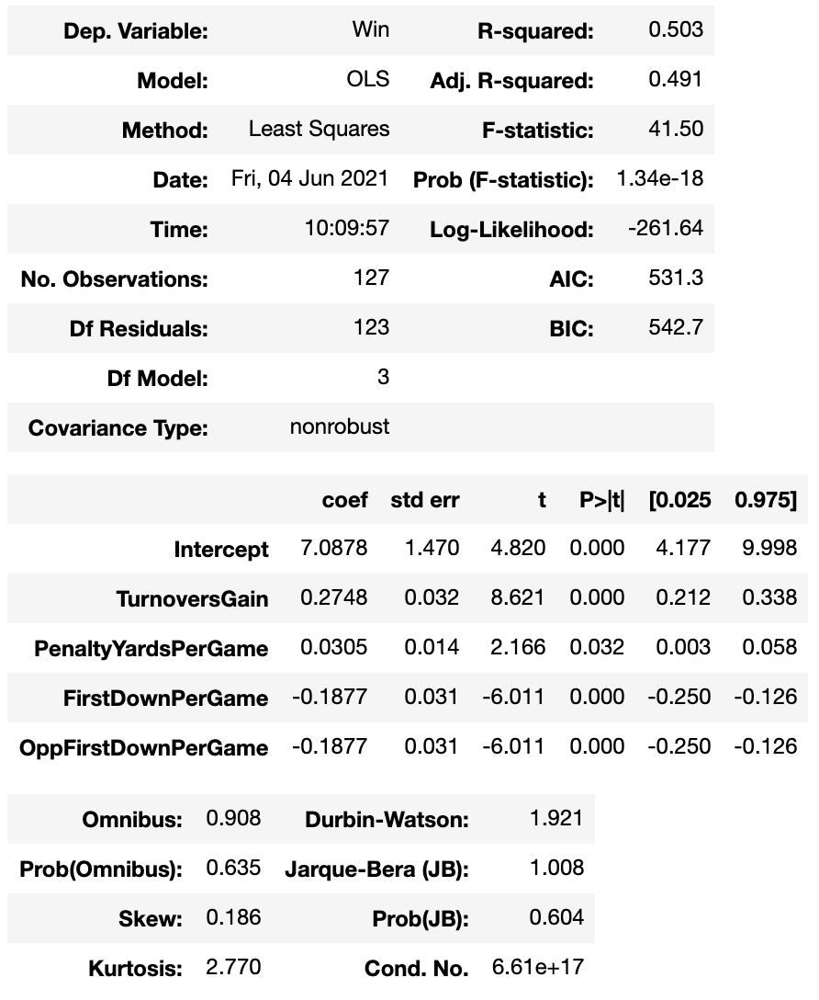 Dep. Variable: Win R-squared: 0.503
Model: OLS Adj. R-squared: 0.491
Method: Least Squares F-statistic: 41.50
Date: Fri, 04 Jun 2021 Prob (F-statistic): 1.34e-18
Time: 10:09:57 Log-Likelihood: -261.64
No. Observations: 127 AIC: 531.3
Df Residuals: 123 BIC: 542.7
Df Model: 3
Covariance Type: nonrobust
coef std err t P>|t| [0.025 0.975]
Intercept 7.0878 1.470 4.820 0.000 4.177 9.998
TurnoversGain 0.2748 0.032 8.621 0.000 0.212 0.338
PenaltyYardsPerGame 0.0305 0.014 2.166 0.032 0.003 0.058
FirstDownPerGame -0.1877 0.031 -6.011 0.000 -0.250 -0.126
OppFirstDownPerGame -0.1877 0.031 -6.011 0.000 -0.250 -0.126
Omnibus: 0.908 Durbin-Watson: 1.921
Prob(Omnibus): 0.635 Jarque-Bera (JB): 1.008
Skew: 0.186 Prob(JB): 0.604
Kurtosis: 2.770 Cond. No. 6.61e+17